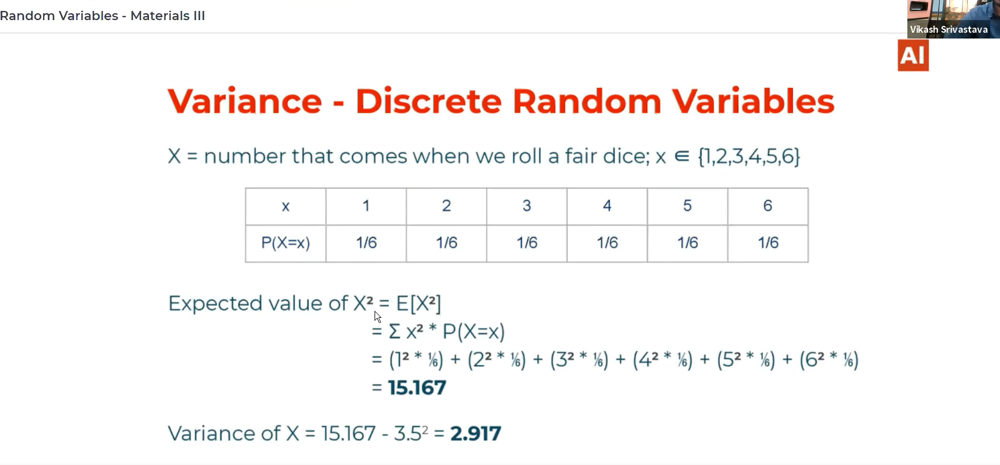 Random Variables - Materials III
Vikash Srivastava
AI
Variance - Discrete Random Variables
X = number that comes when we roll a fair dice; x ∈ {1,2,3,4,5,6}
x 1 2 3 4 5 6
P(X=x) 1/6 1/6 1/6 1/6 1/6 1/6
Expected value of X² = E[X²]
= Σ x² * P(X=x)
= (1² * ⅙) + (2² * ⅙) + (3² * ⅙) + (4² * ⅙) + (5² * ⅙) + (6² * ⅙)
= 15.167
Variance of X = 15.167 - 3.5² = 2.917